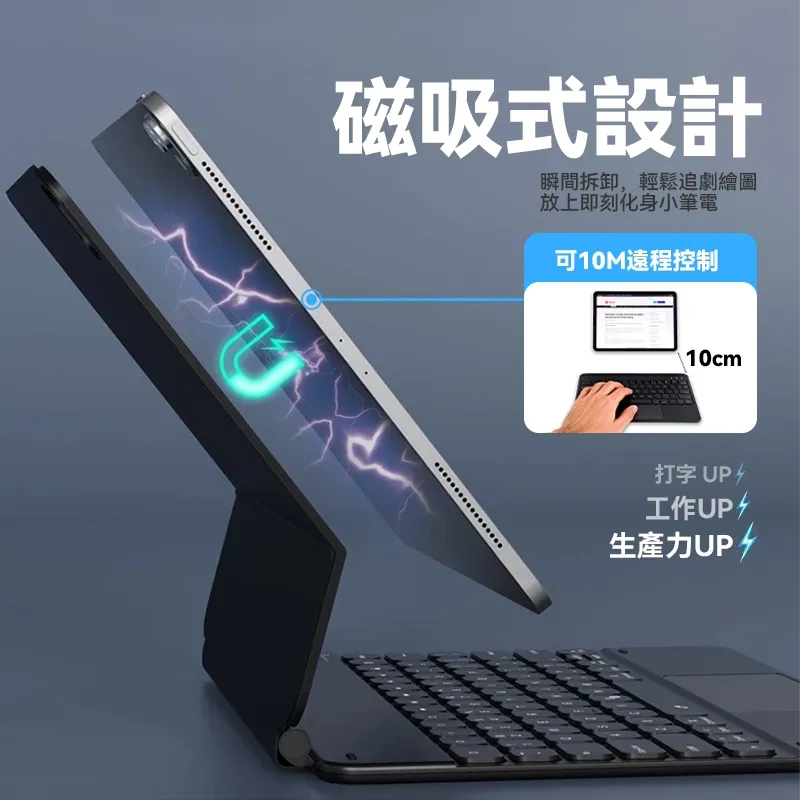 磁吸式設計
瞬間拆卸，輕鬆追劇繪圖
放上即刻化身小筆電
可10M遠程控制
10cm
打字 UP
工作UP
生產力UP